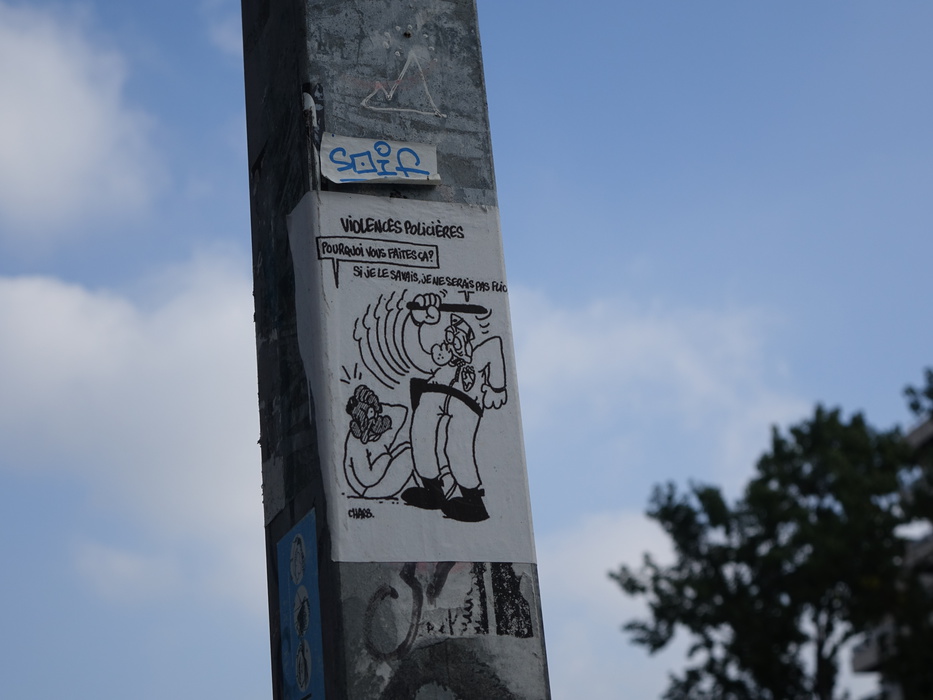 soif
VIOLENCES POLICIÈRES
POURQUOI VOUS FAITES ÇA?
SI JE LE SAVAIS, JE NE SERAIS PAS FLIC
CHARB.